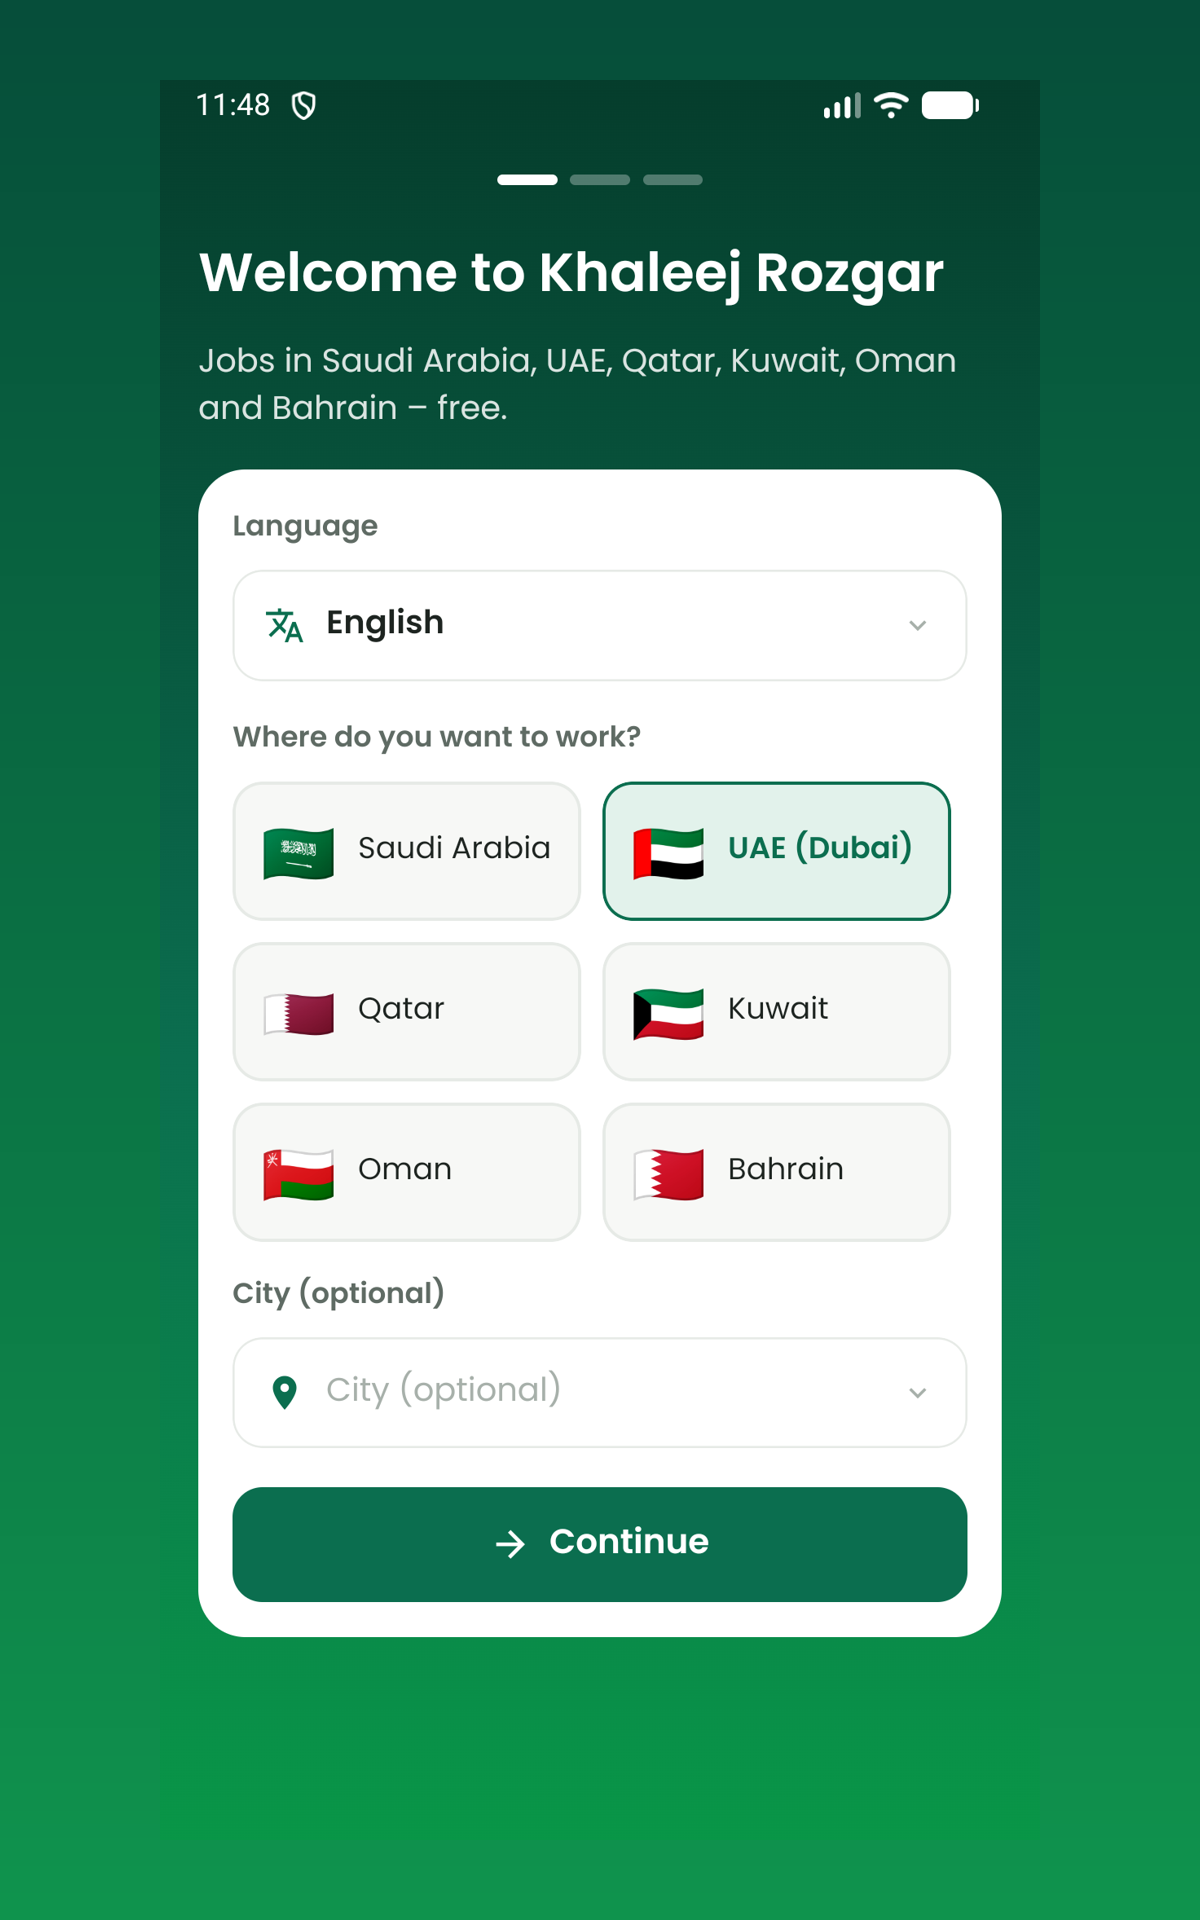 11:48
Welcome to Khaleej Rozgar
Jobs in Saudi Arabia, UAE, Qatar, Kuwait, Oman
and Bahrain – free.
Language
English
Where do you want to work?
Saudi Arabia
UAE (Dubai)
Qatar
Kuwait
Oman
Bahrain
City (optional)
City (optional)
Continue